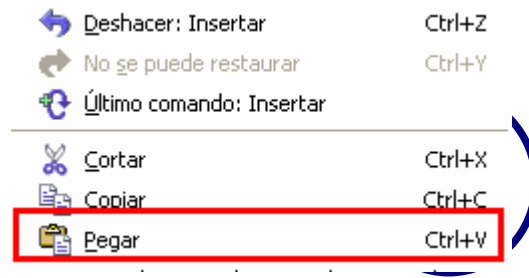 Deshacer: Insertar Ctrl+Z
No se puede restaurar Ctrl+Y
Último comando: Insertar
Cortar Ctrl+X
Copiar Ctrl+C
Pegar Ctrl+V